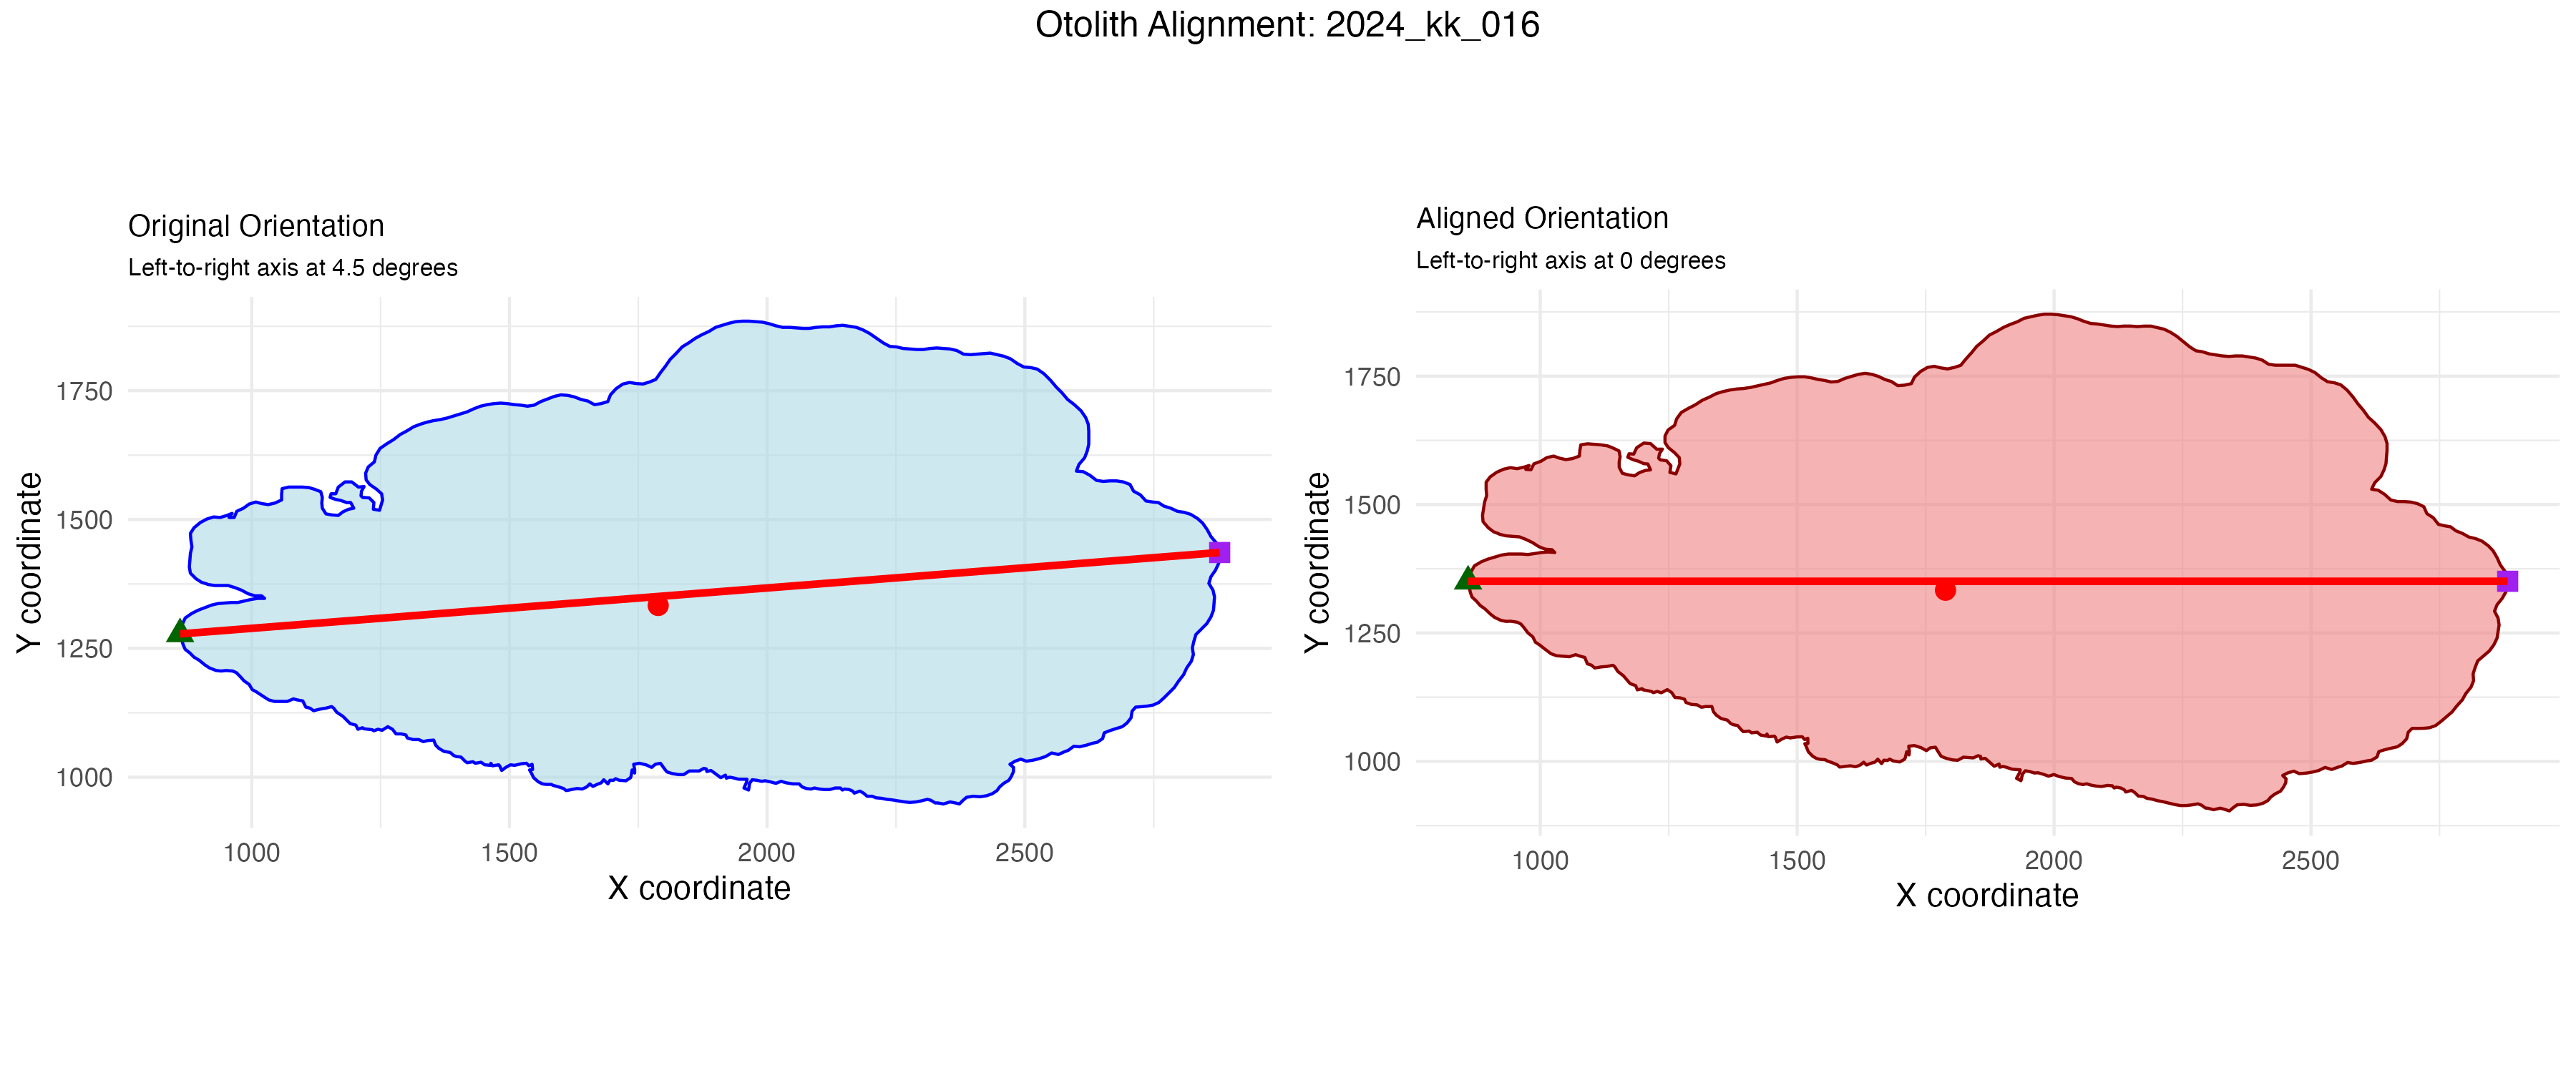 Otolith Alignment: 2024_kk_016
Original Orientation
Left-to-right axis at 4.5 degrees
1750
1500
1250
1000
Y coordinate
1000 1500 2000 2500
X coordinate
Aligned Orientation
Left-to-right axis at 0 degrees
1750
1500
1250
1000
Y coordinate
1000 1500 2000 2500
X coordinate